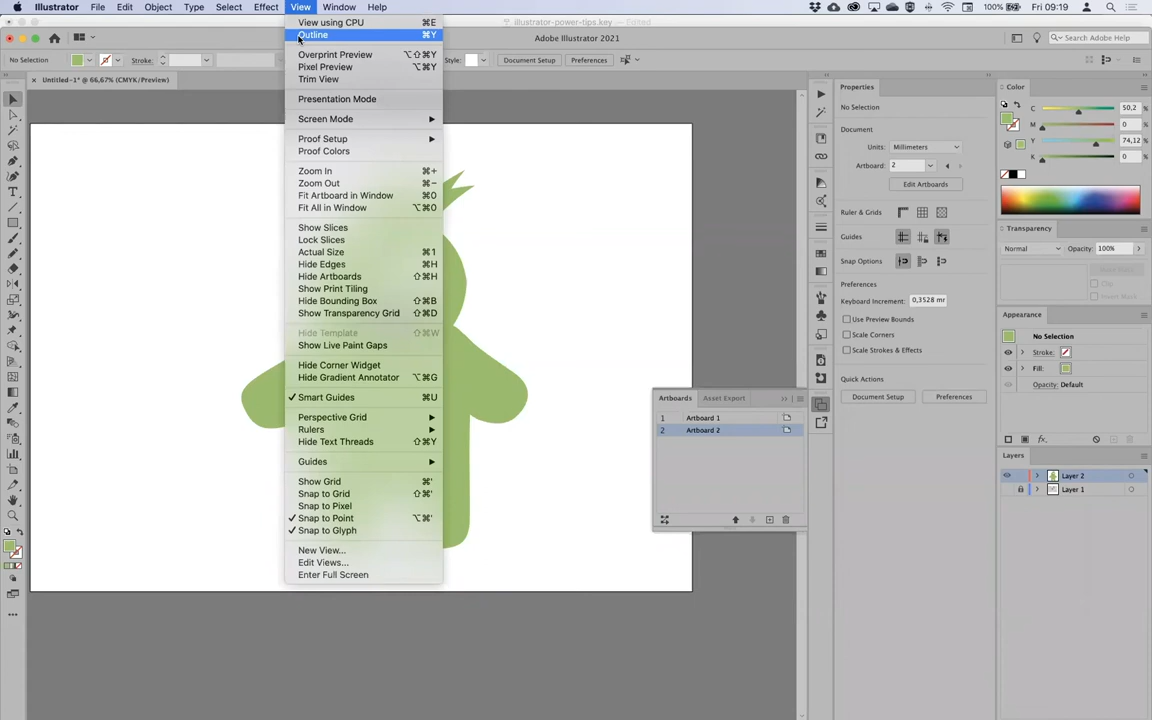 Illustrator File Edit Object Type Select Effect View Window Help
100% Fri 09:19
illustrator-power-tips.key — Edited
Adobe Illustrator 2021
Search Adobe Help
No Selection
Stroke:
Style:
Document Setup
Preferences
Untitled-1* @ 66,67% (CMYK/Preview)
View using CPU ⌘E
Outline ⌘Y
Overprint Preview ⌥⇧⌘Y
Pixel Preview ⌥⌘Y
Trim View
Presentation Mode
Screen Mode
Proof Setup
Proof Colors
Zoom In ⌘+
Zoom Out ⌘−
Fit Artboard in Window ⌘0
Fit All in Window ⌥⌘0
Show Slices
Lock Slices
Actual Size ⌘1
Hide Edges ⌘H
Hide Artboards ⇧⌘H
Show Print Tiling
Hide Bounding Box ⇧⌘B
Show Transparency Grid ⇧⌘D
Hide Template ⇧⌘W
Show Live Paint Gaps
Hide Corner Widget
Hide Gradient Annotator ⌥⌘G
✓ Smart Guides ⌘U
Perspective Grid
Rulers
Hide Text Threads ⇧⌘Y
Guides
Show Grid ⌘'
Snap to Grid ⇧⌘'
Snap to Pixel
✓ Snap to Point ⌥⌘'
✓ Snap to Glyph
New View...
Edit Views...
Enter Full Screen
Artboards Asset Export
1 Artboard 1
2 Artboard 2
Properties
No Selection
Document
Units: Millimeters
Artboard: 2
Edit Artboards
Ruler & Grids
Guides
Snap Options
Preferences
Keyboard Increment: 0,3528 mr
Use Preview Bounds
Scale Corners
Scale Strokes & Effects
Quick Actions
Document Setup
Preferences
Color
C 50,2 %
M 0 %
Y 74,12 %
K 0 %
Transparency
Normal Opacity: 100%
Clip
Appearance
No Selection
Stroke:
Fill:
Opacity: Default
fx
Layers
Layer 2
Layer 1